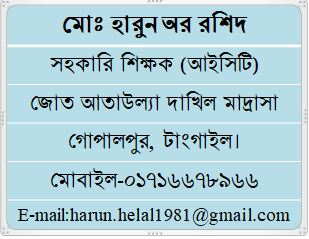 মোঃ হারুন অর রশিদ
সহকারি শিক্ষক (আইসিটি)
জোত আতাউল্যা দাখিল মাদ্রাসা
গোপালপুর, টাংগাইল।
মোবাইল-০১৭১৬৬৭৮৯৬৬
E-mail:harun.helal1981@gmail.com